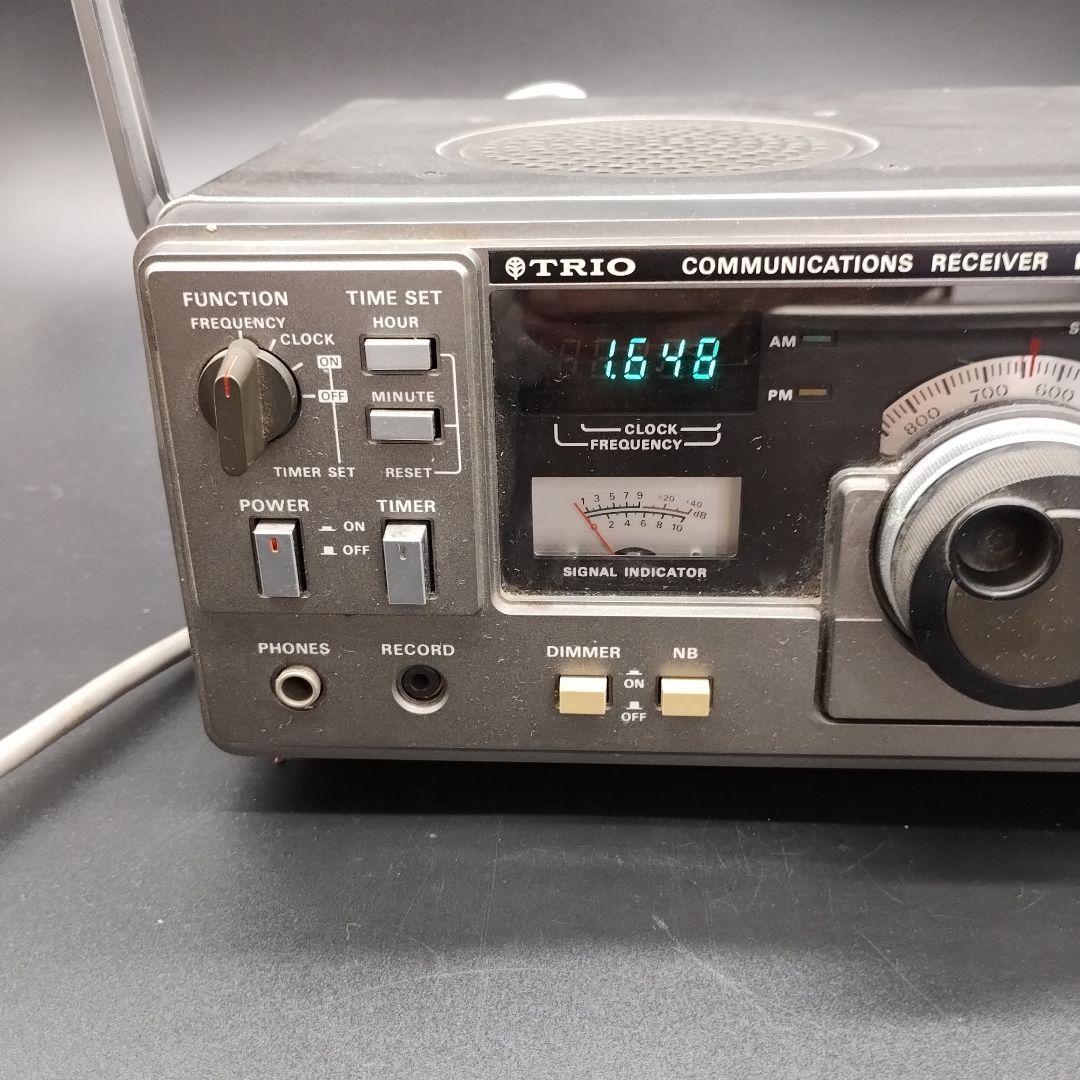 TRIO COMMUNICATIONS RECEIVER
FUNCTION
FREQUENCY
CLOCK
ON
OFF
TIMER SET
TIME SET
HOUR
MINUTE
RESET
1.648
CLOCK
FREQUENCY
AM
PM
800 700 600
1 3 5 7 9 +20 +40
dB
0 2 4 6 8 10
SIGNAL INDICATOR
POWER
ON
OFF
TIMER
PHONES
RECORD
DIMMER
ON
OFF
NB